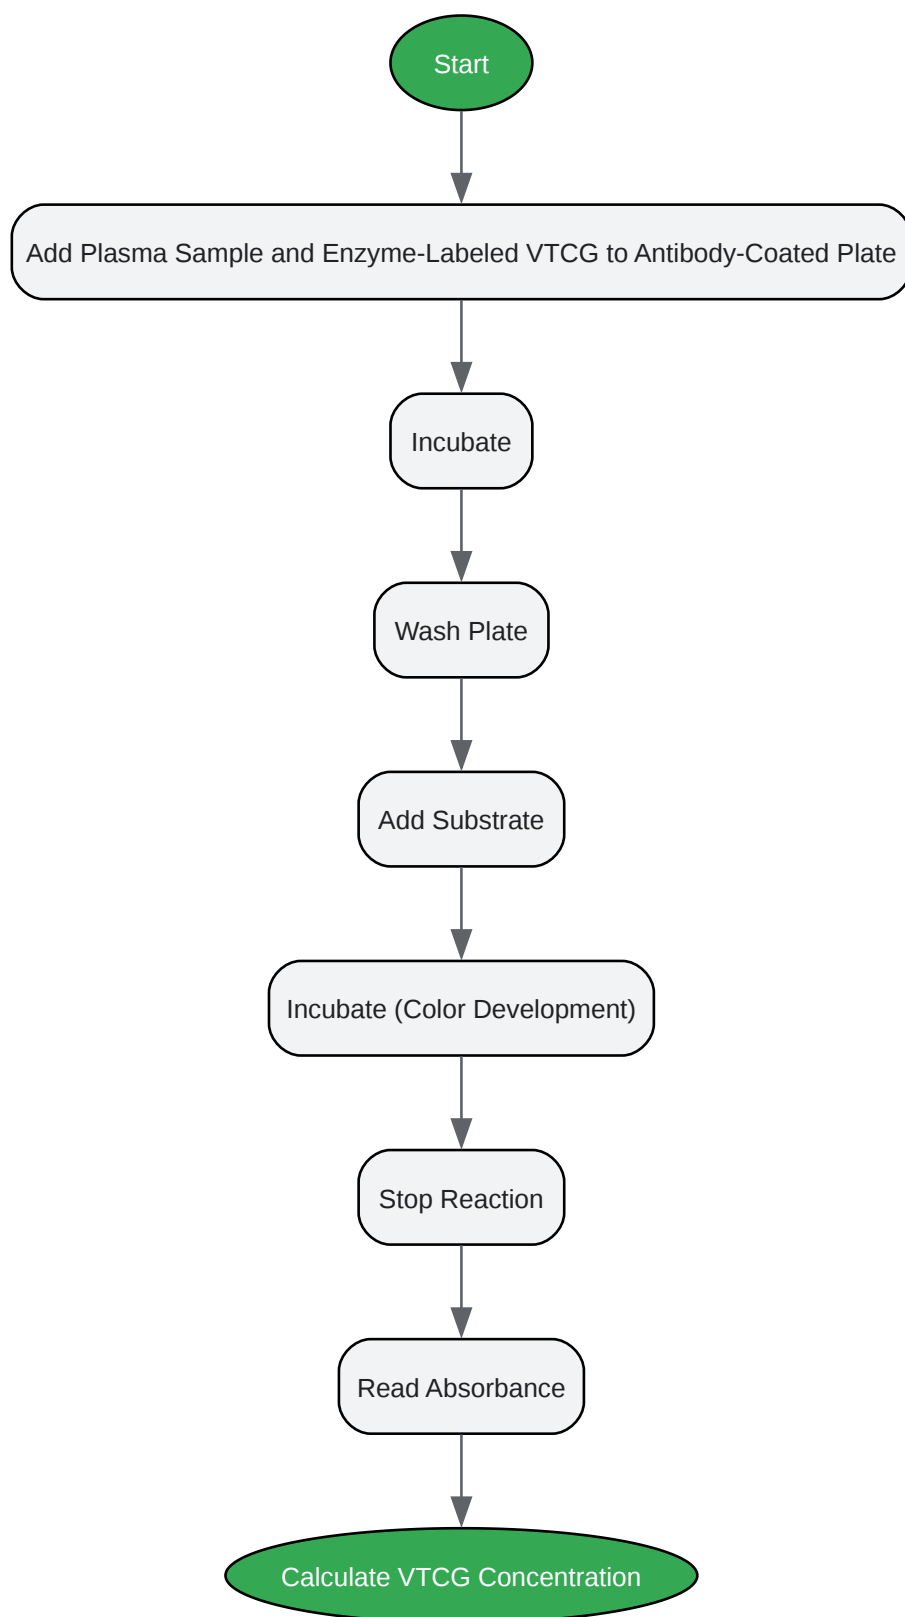 Start
Add Plasma Sample and Enzyme-Labeled VTCG to Antibody-Coated Plate
Incubate
Wash Plate
Add Substrate
Incubate (Color Development)
Stop Reaction
Read Absorbance
Calculate VTCG Concentration